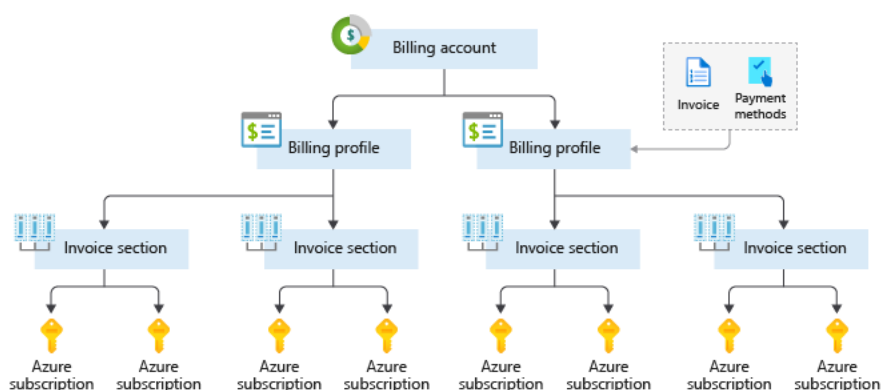 Billing account
Invoice
Payment
methods
Billing profile
Billing profile
Invoice section
Invoice section
Invoice section
Invoice section
Azure
subscription
Azure
subscription
Azure
subscription
Azure
subscription
Azure
subscription
Azure
subscription
Azure
subscription
Azure
subscription